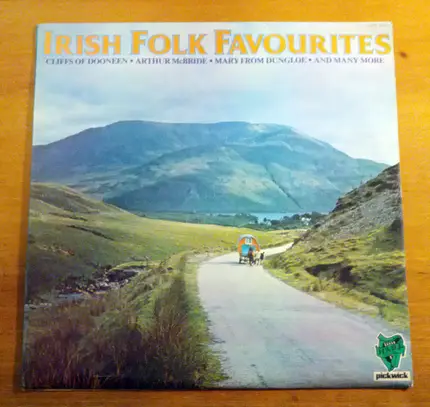 IRISH FOLK FAVOURITES
CLIFFS OF DOONEEN • ARTHUR McBRIDE • MARY FROM DUNGLOE • AND MANY MORE
pickwick